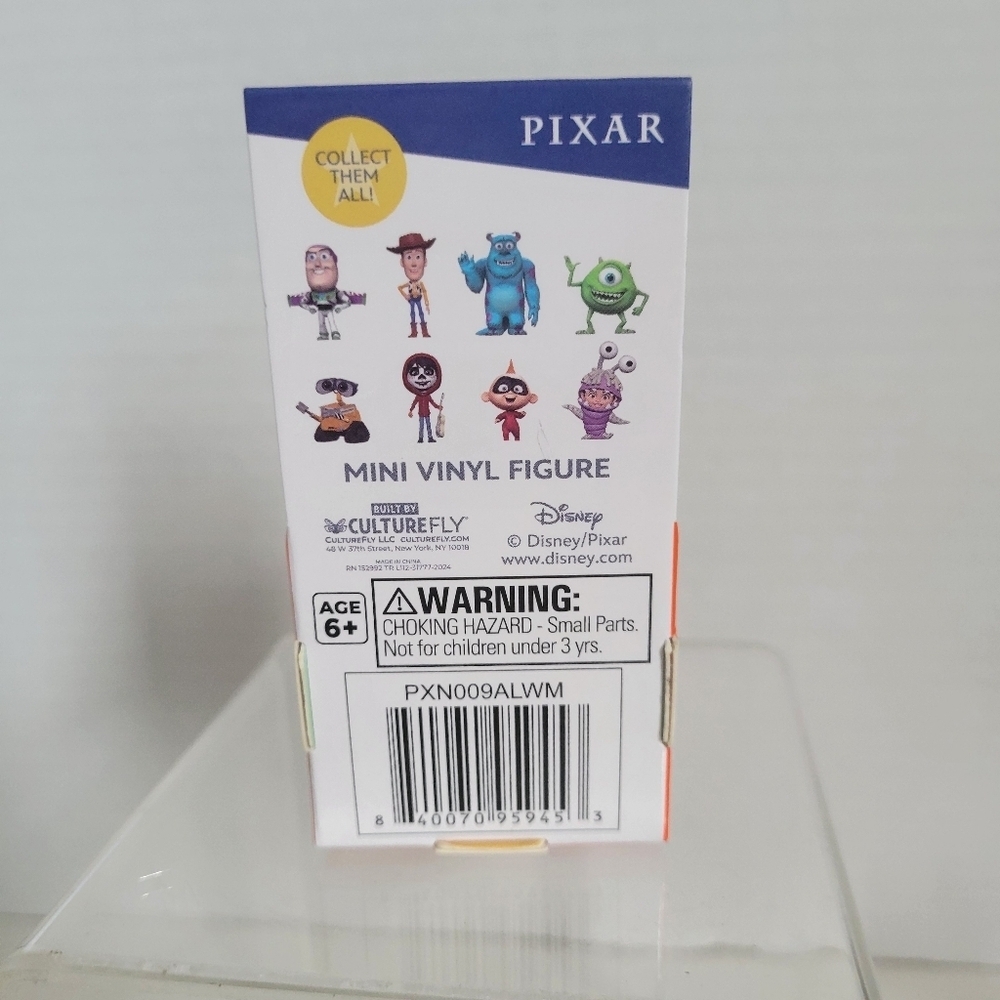 PIXAR
COLLECT
THEM
ALL!
MINI VINYL FIGURE
BUILT BY
CULTUREFLY
CULTUREFLY LLC CULTUREFLY.COM
48 W 37th Street, New York, NY 10018
MADE IN CHINA
Disney
© Disney/Pixar
www.disney.com
AGE
6+
WARNING:
CHOKING HAZARD - Small Parts.
Not for children under 3 yrs.
PXN009ALWM
8 40070 95945 3